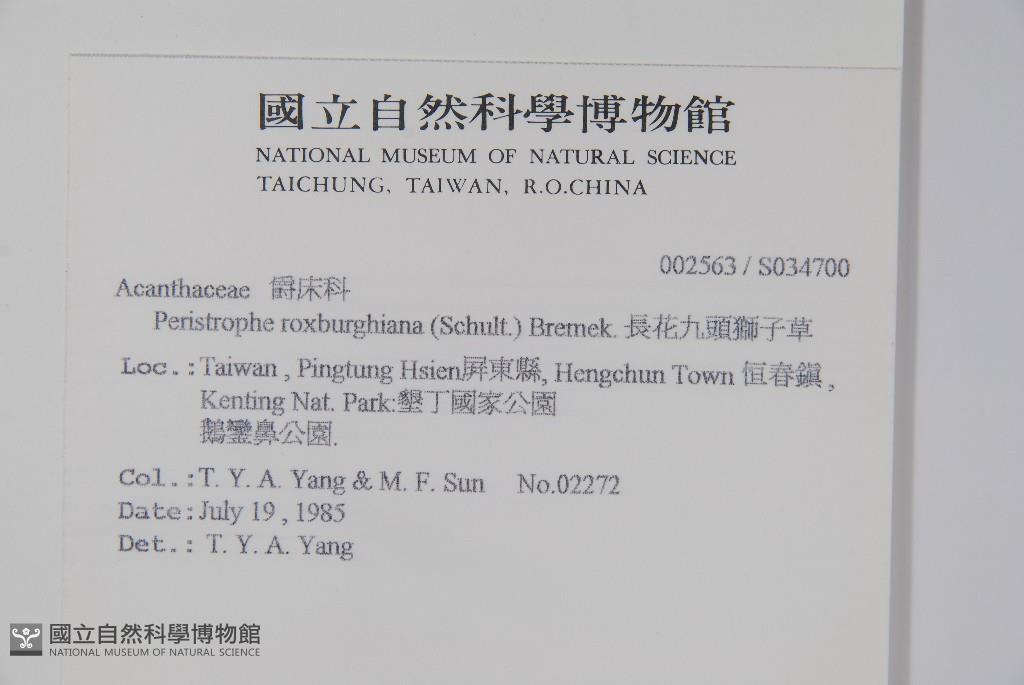 國立自然科學博物館
NATIONAL MUSEUM OF NATURAL SCIENCE
TAICHUNG, TAIWAN, R.O.CHINA
002563 / S034700
Acanthaceae 爵床科
Peristrophe roxburghiana (Schult.) Bremek. 長花九頭獅子草
Loc.:Taiwan , Pingtung Hsien屏東縣, Hengchun Town 恒春鎮 ,
Kenting Nat. Park:墾丁國家公園
鵝鑾鼻公園.
Col.:T. Y. A. Yang & M. F. Sun No.02272
Date:July 19 , 1985
Det.: T. Y. A. Yang
國立自然科學博物館
NATIONAL MUSEUM OF NATURAL SCIENCE